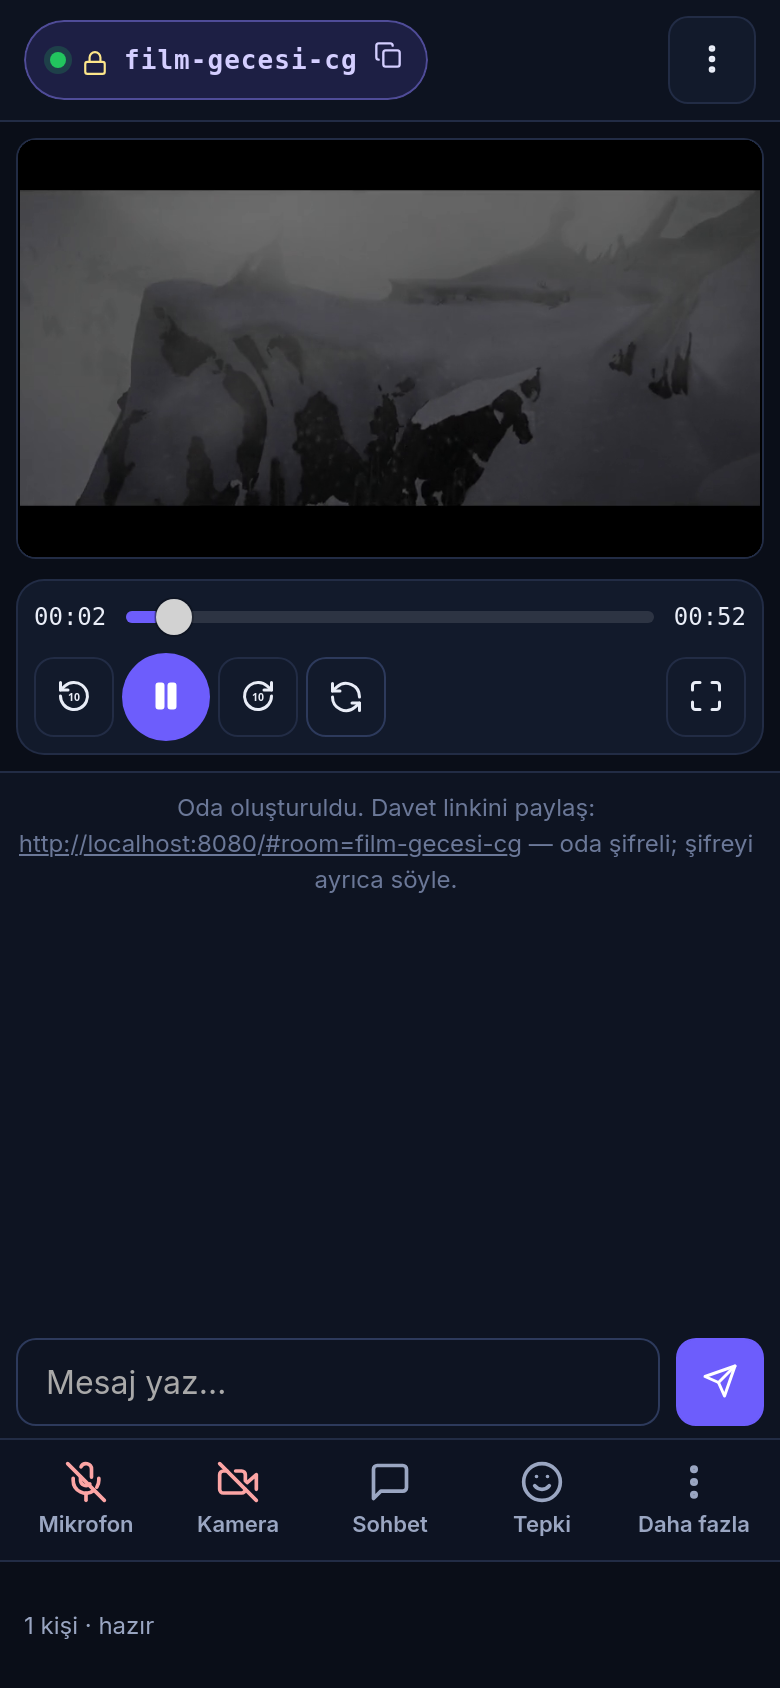 film-gecesi-cg
00:02
00:52
10
10
Oda oluşturuldu. Davet linkini paylaş:
http://localhost:8080/#room=film-gecesi-cg — oda şifreli; şifreyi
ayrıca söyle.
Mesaj yaz...
Mikrofon
Kamera
Sohbet
Tepki
Daha fazla
1 kişi · hazır